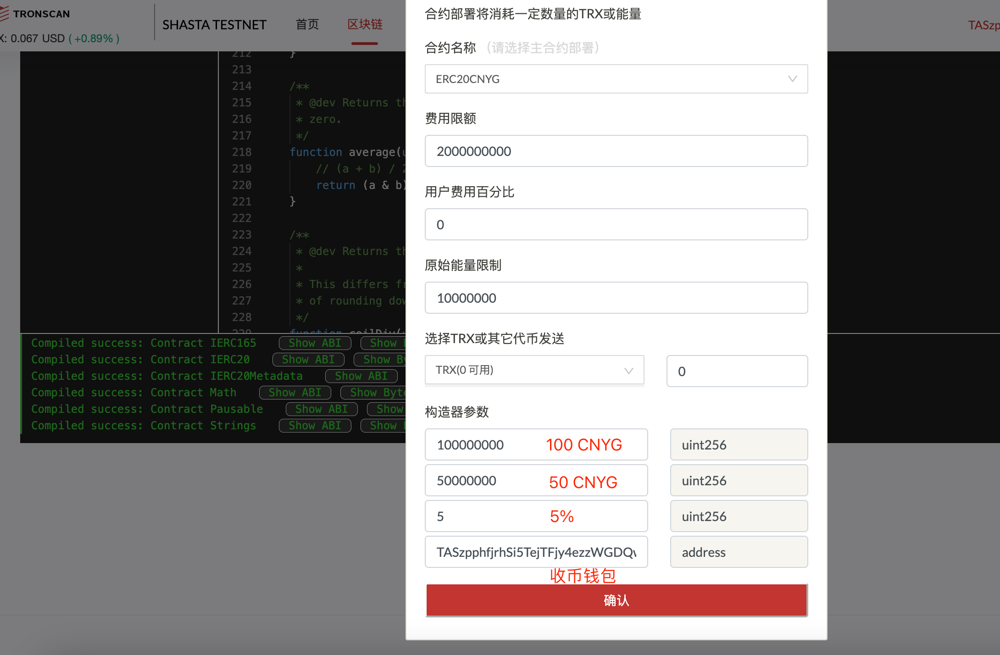 TRONSCAN
X: 0.067 USD ( +0.89% )
SHASTA TESTNET
首页
区块链
TASzp
212 }
213
214 /**
215 * @dev Returns th
216 * zero.
217 */
218 function average(u
219 // (a + b) / 2
220 return (a & b)
221 }
222
223 /**
224 * @dev Returns th
225 *
226 * This differs fr
227 * of rounding dow
228 */
229 function ceilDiv(u
Compiled success: Contract IERC165 Show ABI Show
Compiled success: Contract IERC20 Show ABI Show By
Compiled success: Contract IERC20Metadata Show ABI
Compiled success: Contract Math Show ABI Show Byte
Compiled success: Contract Pausable Show ABI Show
Compiled success: Contract Strings Show ABI Show
合约部署将消耗一定数量的TRX或能量
合约名称 （请选择主合约部署）
ERC20CNYG
费用限额
2000000000
用户费用百分比
0
原始能量限制
10000000
选择TRX或其它代币发送
TRX(0 可用) 0
构造器参数
100000000 100 CNYG uint256
50000000 50 CNYG uint256
5 5% uint256
TASzpphfjrhSi5TejTFjy4ezzWGDQ address
收币钱包
确认